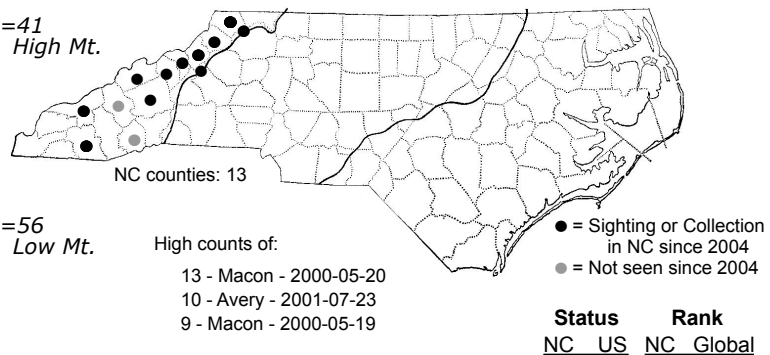 =41
High Mt.
NC counties: 13
=56
Low Mt.
High counts of:
13 - Macon - 2000-05-20
10 - Avery - 2001-07-23
9 - Macon - 2000-05-19
● = Sighting or Collection
in NC since 2004
● = Not seen since 2004
Status Rank
NC US NC Global